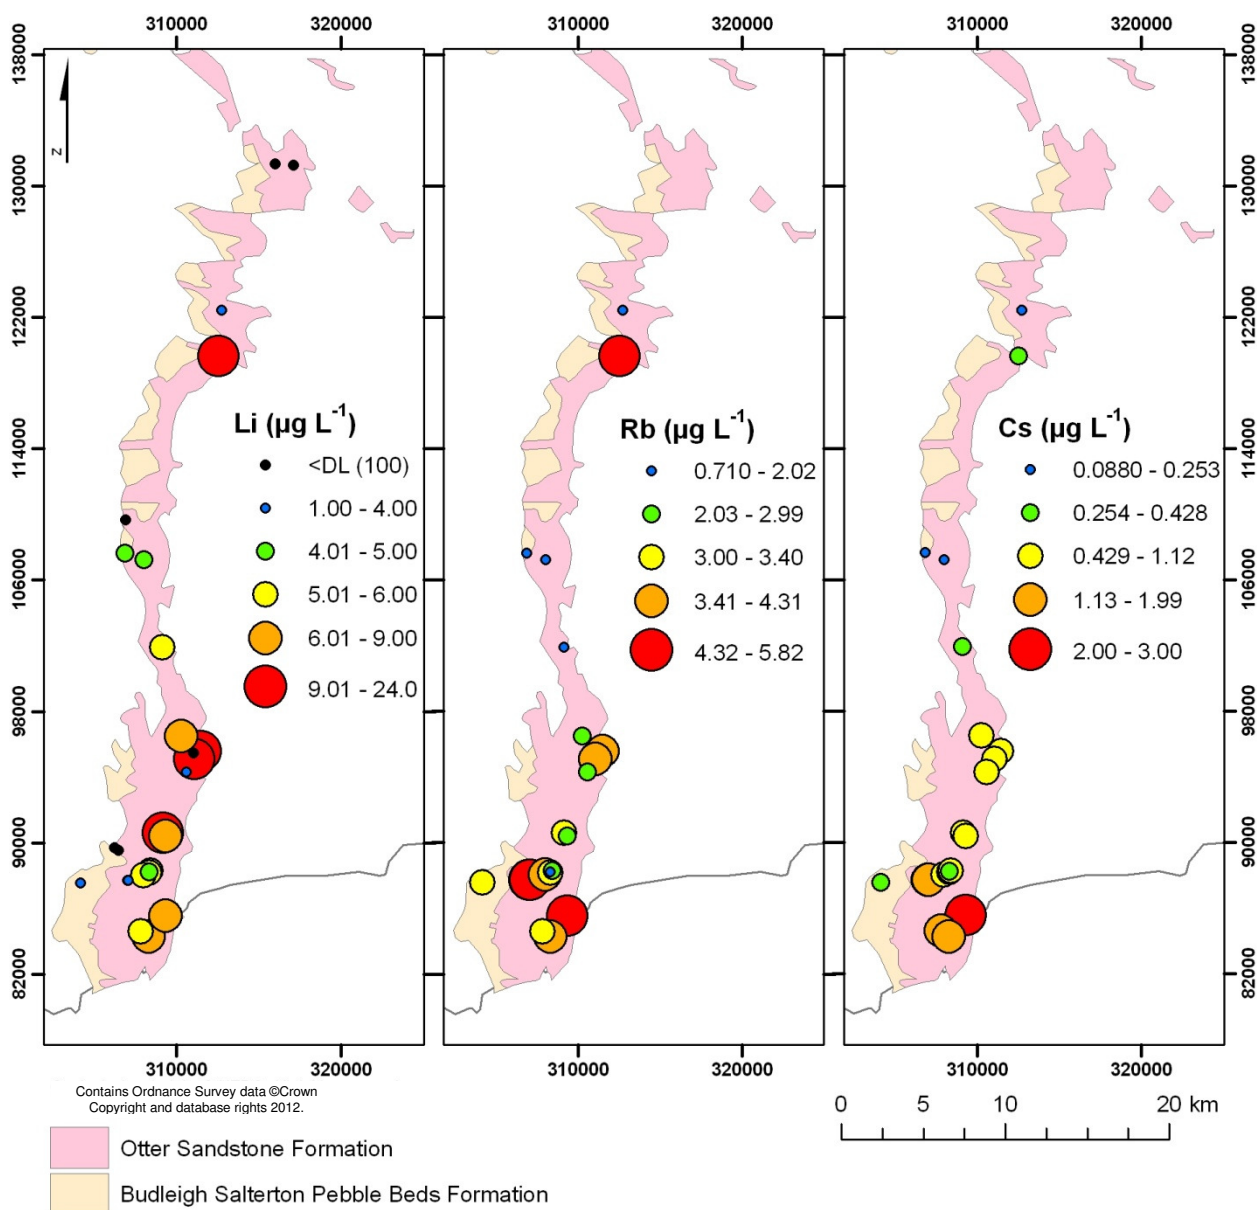 310000 320000 310000 320000 310000 320000
138000 138000
130000 130000
122000 122000
114000 114000
106000 106000
98000 98000
90000 90000
82000 82000
z
Li (µg L⁻¹)
<DL (100)
1.00 - 4.00
4.01 - 5.00
5.01 - 6.00
6.01 - 9.00
9.01 - 24.0
Rb (µg L⁻¹)
0.710 - 2.02
2.03 - 2.99
3.00 - 3.40
3.41 - 4.31
4.32 - 5.82
Cs (µg L⁻¹)
0.0880 - 0.253
0.254 - 0.428
0.429 - 1.12
1.13 - 1.99
2.00 - 3.00
310000 320000 310000 320000 310000 320000
Contains Ordnance Survey data ©Crown
Copyright and database rights 2012.
0 5 10 20 km
Otter Sandstone Formation
Budleigh Salterton Pebble Beds Formation